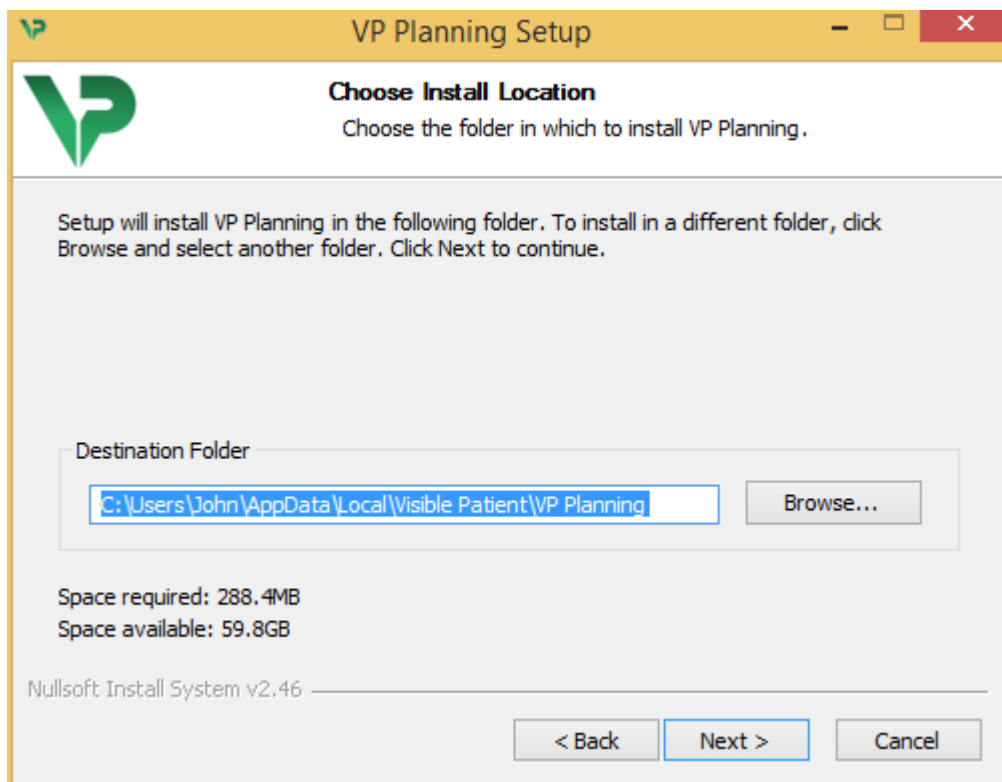 VP Planning Setup
VP
Choose Install Location
Choose the folder in which to install VP Planning.
Setup will install VP Planning in the following folder. To install in a different folder, click
Browse and select another folder. Click Next to continue.
Destination Folder
C:\Users\John\AppData\Local\Visible Patient\VP Planning
Browse...
Space required: 288.4MB
Space available: 59.8GB
Nullsoft Install System v2.46
< Back
Next >
Cancel